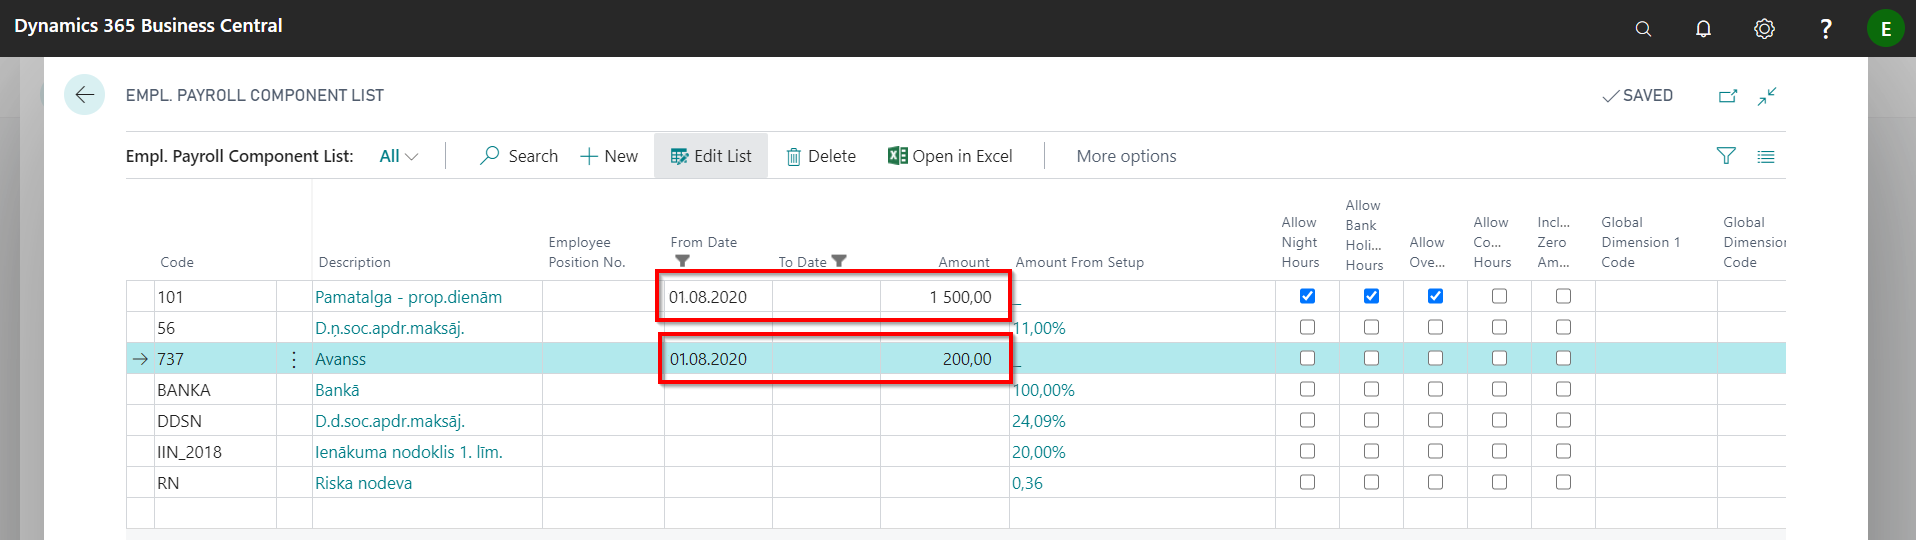 Dynamics 365 Business Central
?
E
EMPL. PAYROLL COMPONENT LIST
SAVED
Empl. Payroll Component List: All Search New Edit List Delete Open in Excel More options
Code
Description
Employee
Position No.
From Date
To Date
Amount
Amount From Setup
Allow
Night
Hours
Allow
Bank
Holi...
Hours
Allow
Ove...
Allow
Co...
Hours
Incl...
Zero
Am...
Global
Dimension 1
Code
Global
Dimensio
Code
101 Pamatalga - prop.dienām 01.08.2020 1 500,00 _
56 D.ņ.soc.apdr.maksāj. 11,00%
737 Avanss 01.08.2020 200,00 _
BANKA Bankā 100,00%
DDSN D.d.soc.apdr.maksāj. 24,09%
IIN_2018 Ienākuma nodoklis 1. līm. 20,00%
RN Riska nodeva 0,36